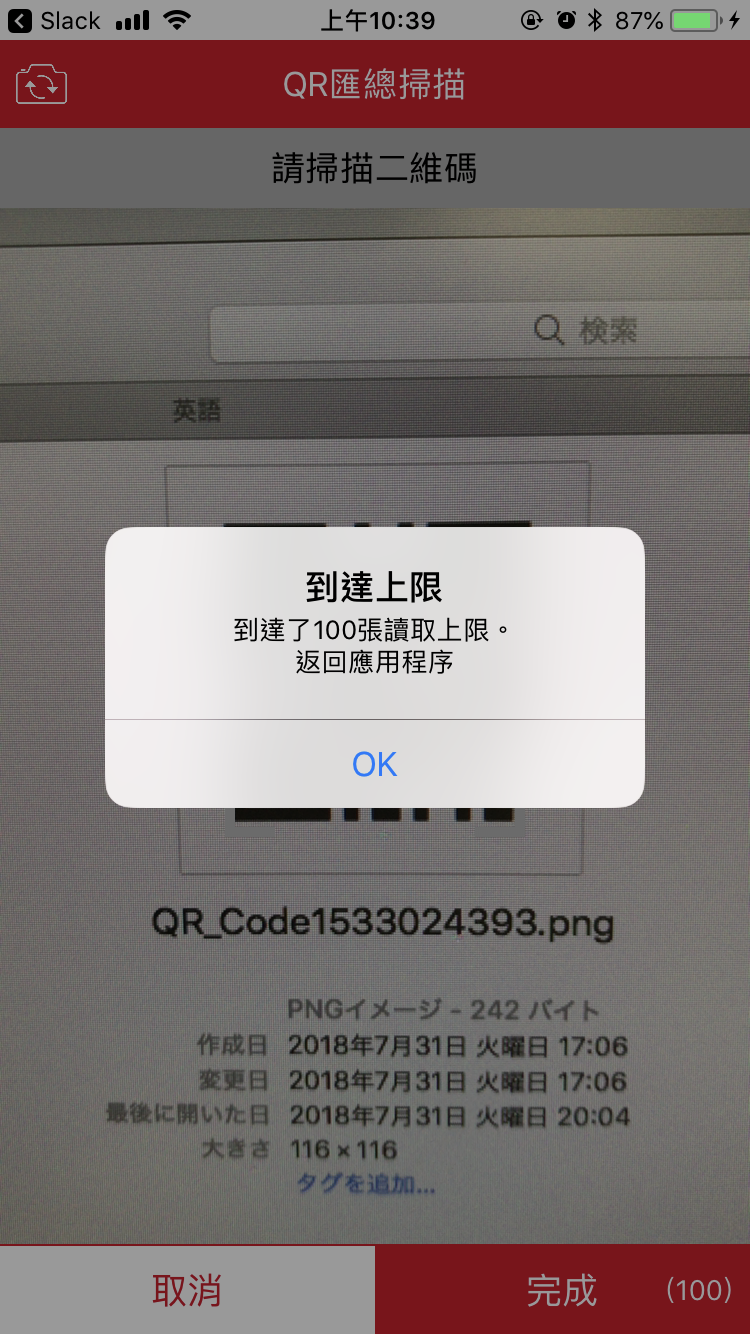 Slack
上午10:39
87%
QR匯總掃描
請掃描二維碼
検索
英語
到達上限
到達了100張讀取上限。
返回應用程序
OK
QR_Code1533024393.png
PNGイメージ - 242 バイト
作成日 2018年7月31日 火曜日 17:06
変更日 2018年7月31日 火曜日 17:06
最後に開いた日 2018年7月31日 火曜日 20:04
大きさ 116 × 116
タグを追加...
取消
完成
(100)